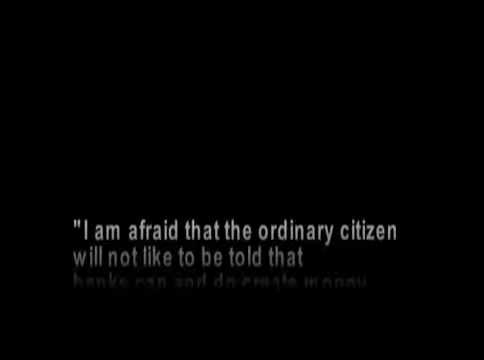 "I am afraid that the ordinary citizen
will not like to be told that
banks can and do create money